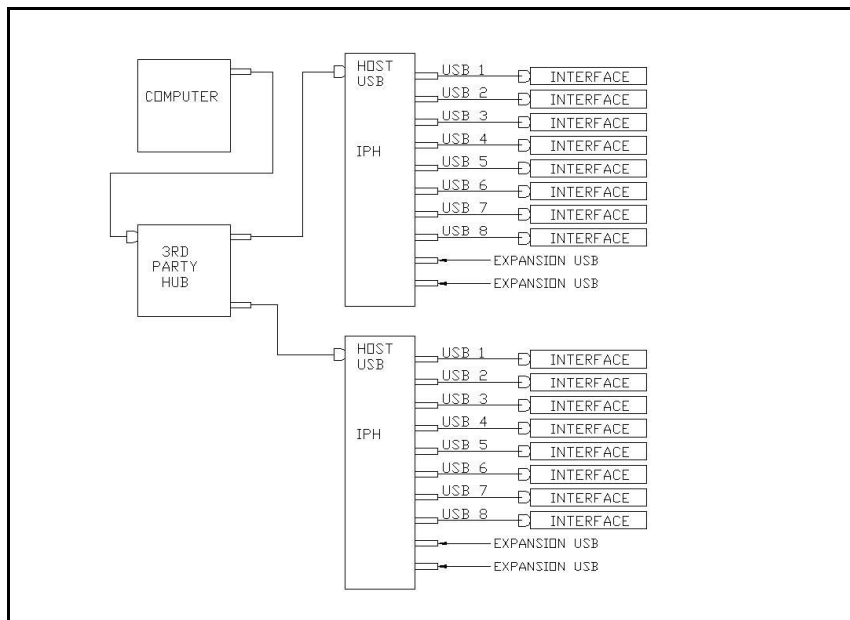 COMPUTER
3RD
PARTY
HUB
HOST
USB
IPH
USB 1
INTERFACE
USB 2
INTERFACE
USB 3
INTERFACE
USB 4
INTERFACE
USB 5
INTERFACE
USB 6
INTERFACE
USB 7
INTERFACE
USB 8
INTERFACE
EXPANSION USB
EXPANSION USB
HOST
USB
IPH
USB 1
INTERFACE
USB 2
INTERFACE
USB 3
INTERFACE
USB 4
INTERFACE
USB 5
INTERFACE
USB 6
INTERFACE
USB 7
INTERFACE
USB 8
INTERFACE
EXPANSION USB
EXPANSION USB